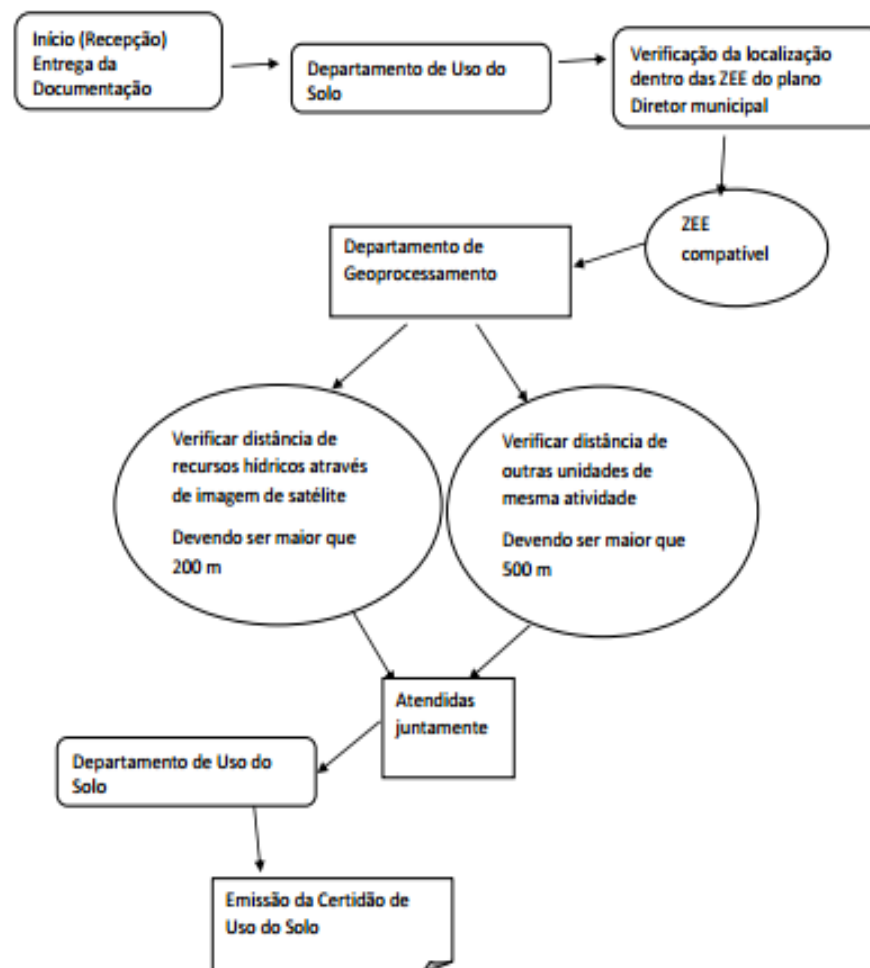 Início (Recepção)
Entrega da
Documentação
Departamento de Uso do
Solo
Verificação da localização
dentro das ZEE do plano
Diretor municipal
ZEE
compatível
Departamento de
Geoprocessamento
Verificar distância de
recursos hídricos através
de imagem de satélite
Devendo ser maior que
200 m
Verificar distância de
outras unidades de
mesma atividade
Devendo ser maior que
500 m
Atendidas
juntamente
Departamento de Uso do
Solo
Emissão da Certidão de
Uso do Solo